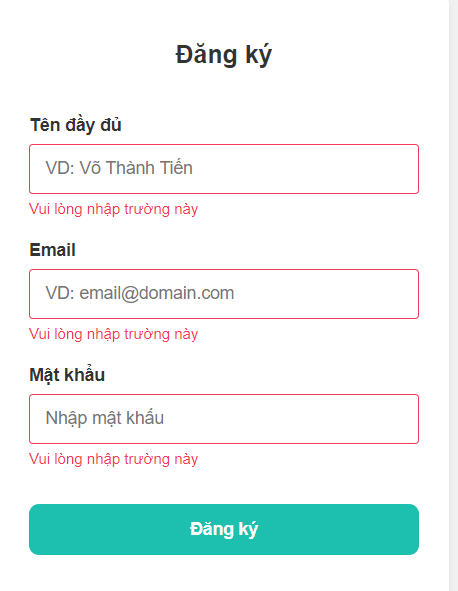 Đăng ký
Tên đầy đủ
VD: Võ Thành Tiến
Vui lòng nhập trường này
Email
VD: email@domain.com
Vui lòng nhập trường này
Mật khẩu
Nhập mật khẩu
Vui lòng nhập trường này
Đăng ký